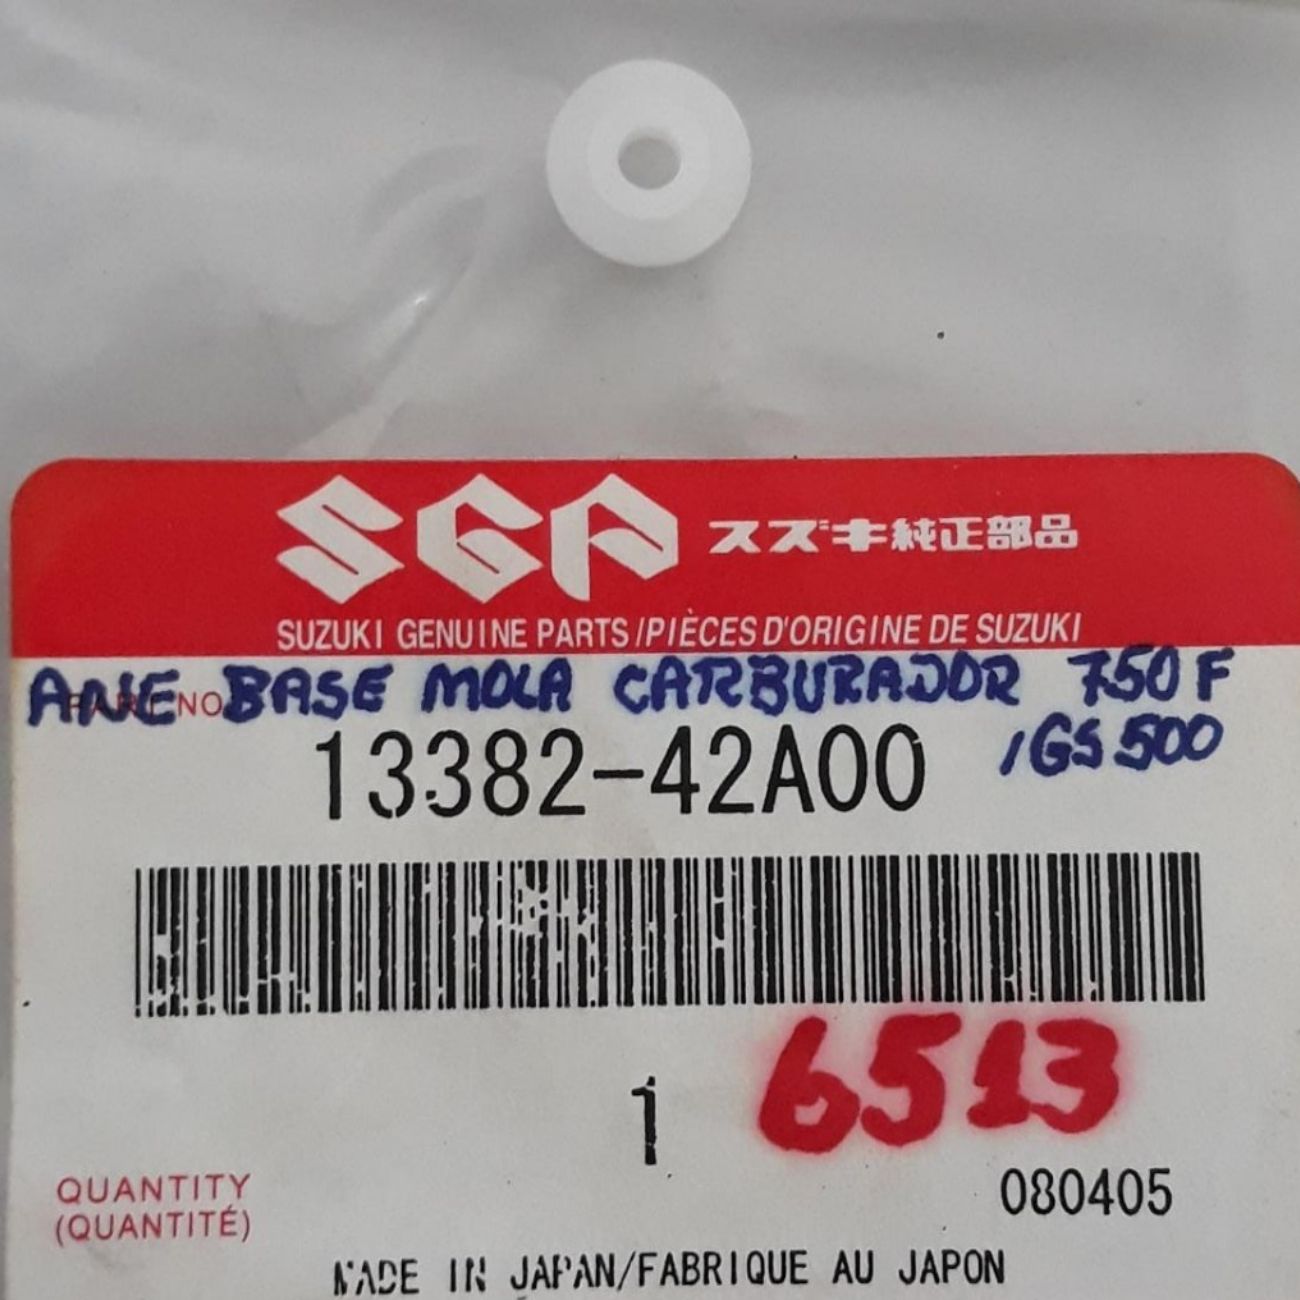 SGP スズキ純正部品
SUZUKI GENUINE PARTS/PIÈCES D'ORIGINE DE SUZUKI
ANE BASE MOLA CARBURADOR 750F
PART NO
13382-42A00
/GS500
6513
1
080405
QUANTITY
(QUANTITÉ)
MADE IN JAPAN/FABRIQUE AU JAPON